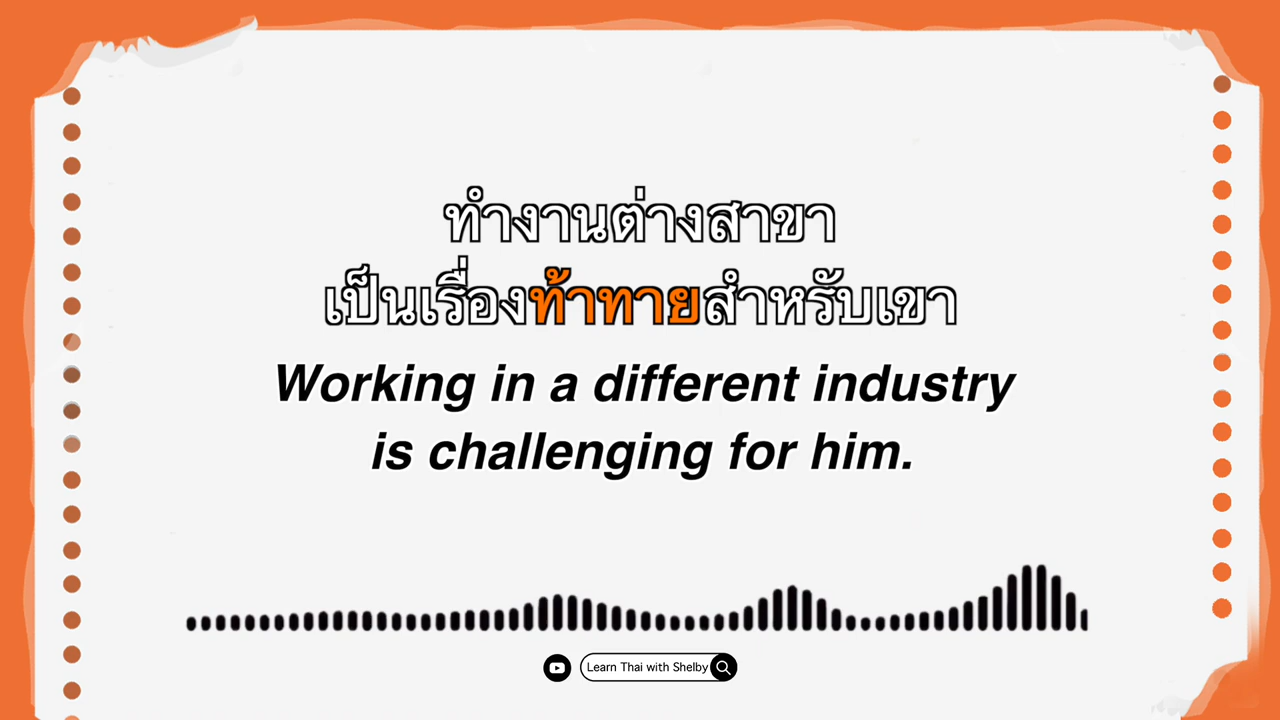 ทำงานต่างสาขา
เป็นเรื่องท้าทายสำหรับเขา
Working in a different industry
is challenging for him.
Learn Thai with Shelby